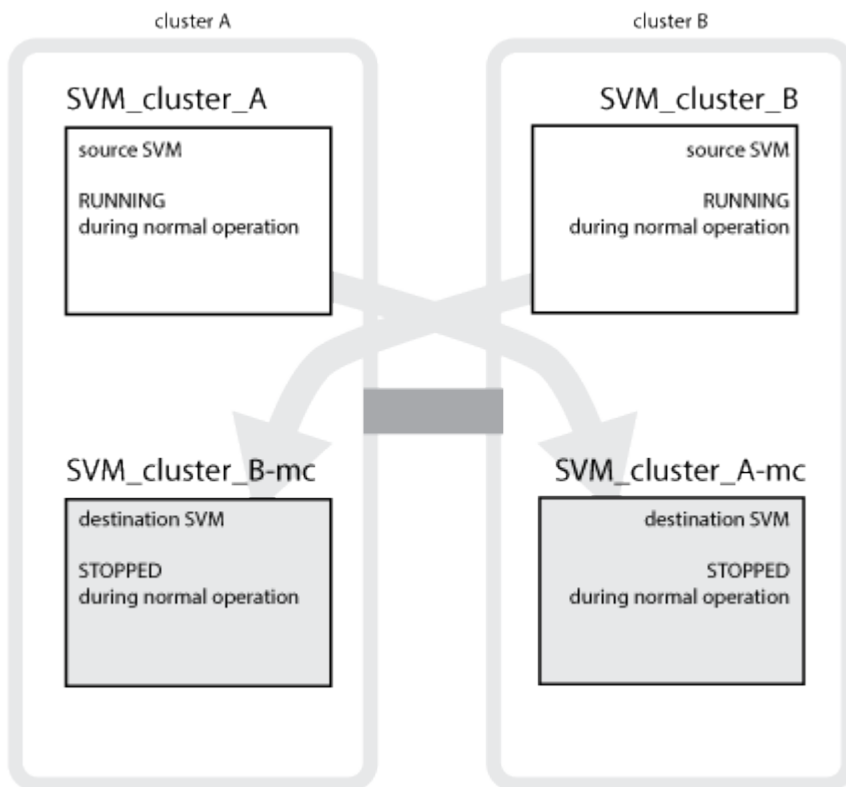 cluster A
cluster B
SVM_cluster_A
source SVM
RUNNING
during normal operation
SVM_cluster_B
source SVM
RUNNING
during normal operation
SVM_cluster_B-mc
destination SVM
STOPPED
during normal operation
SVM_cluster_A-mc
destination SVM
STOPPED
during normal operation